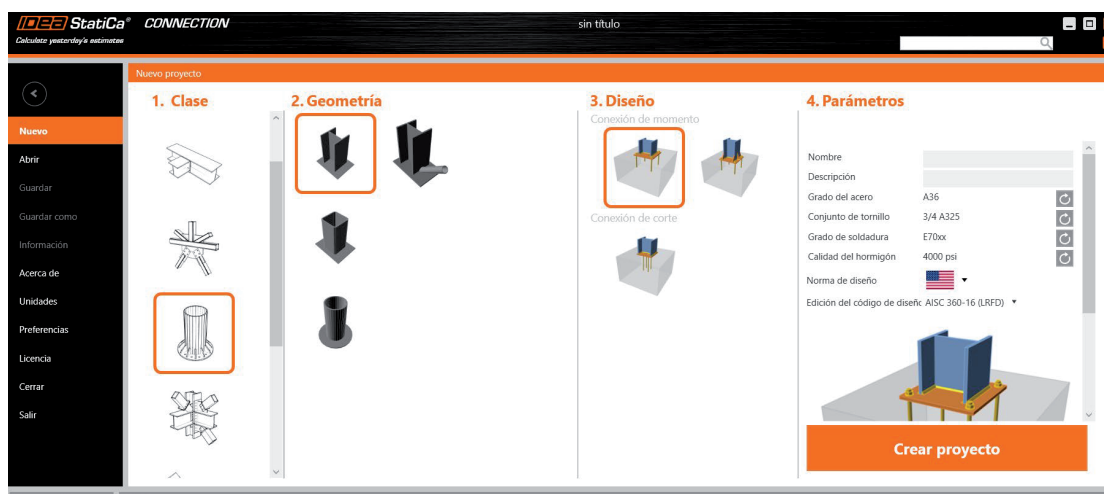 IDEA StatiCa® CONNECTION
sin título
Calculate yesterday's estimates
Nuevo proyecto
Nuevo
Abrir
Guardar
Guardar como
Información
Acerca de
Unidades
Preferencias
Licencia
Cerrar
Salir
1. Clase
2. Geometría
3. Diseño
Conexión de momento
Conexión de corte
4. Parámetros
Nombre
Descripción
Grado del acero A36
Conjunto de tornillo 3/4 A325
Grado de soldadura E70xx
Calidad del hormigón 4000 psi
Norma de diseño
Edición del código de diseñc AISC 360-16 (LRFD)
Crear proyecto